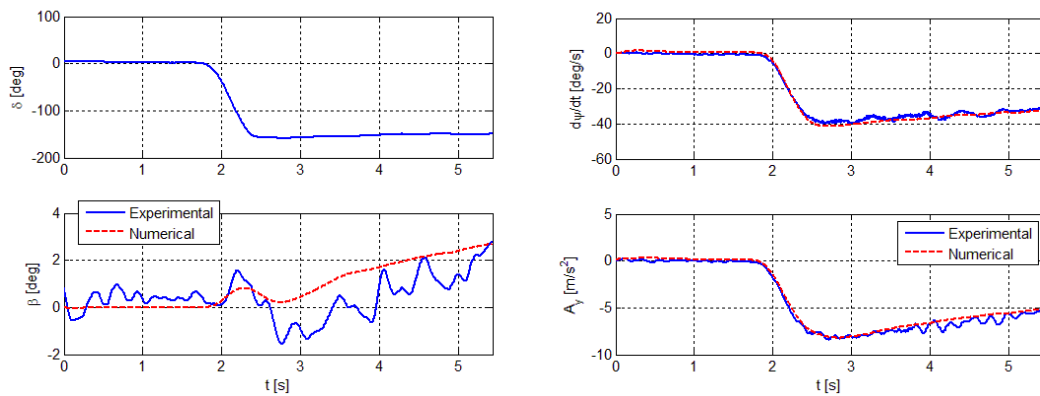 100
0
-100
-200
δ [deg]
0 1 2 3 4 5
20
0
-20
-40
-60
dψ/dt [deg/s]
0 1 2 3 4 5
4
2
0
-2
β [deg]
Experimental
Numerical
0 1 2 3 4 5
t [s]
5
0
-5
-10
A_y [m/s²]
Experimental
Numerical
0 1 2 3 4 5
t [s]